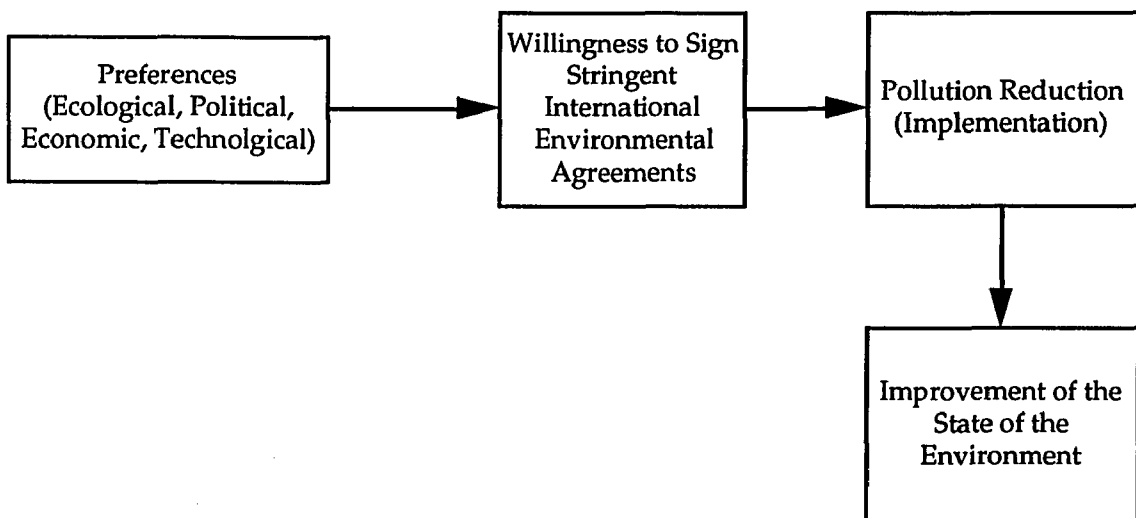 Preferences
(Ecological, Political,
Economic, Technolgical)
Willingness to Sign
Stringent
International
Environmental
Agreements
Pollution Reduction
(Implementation)
Improvement of the
State of the
Environment